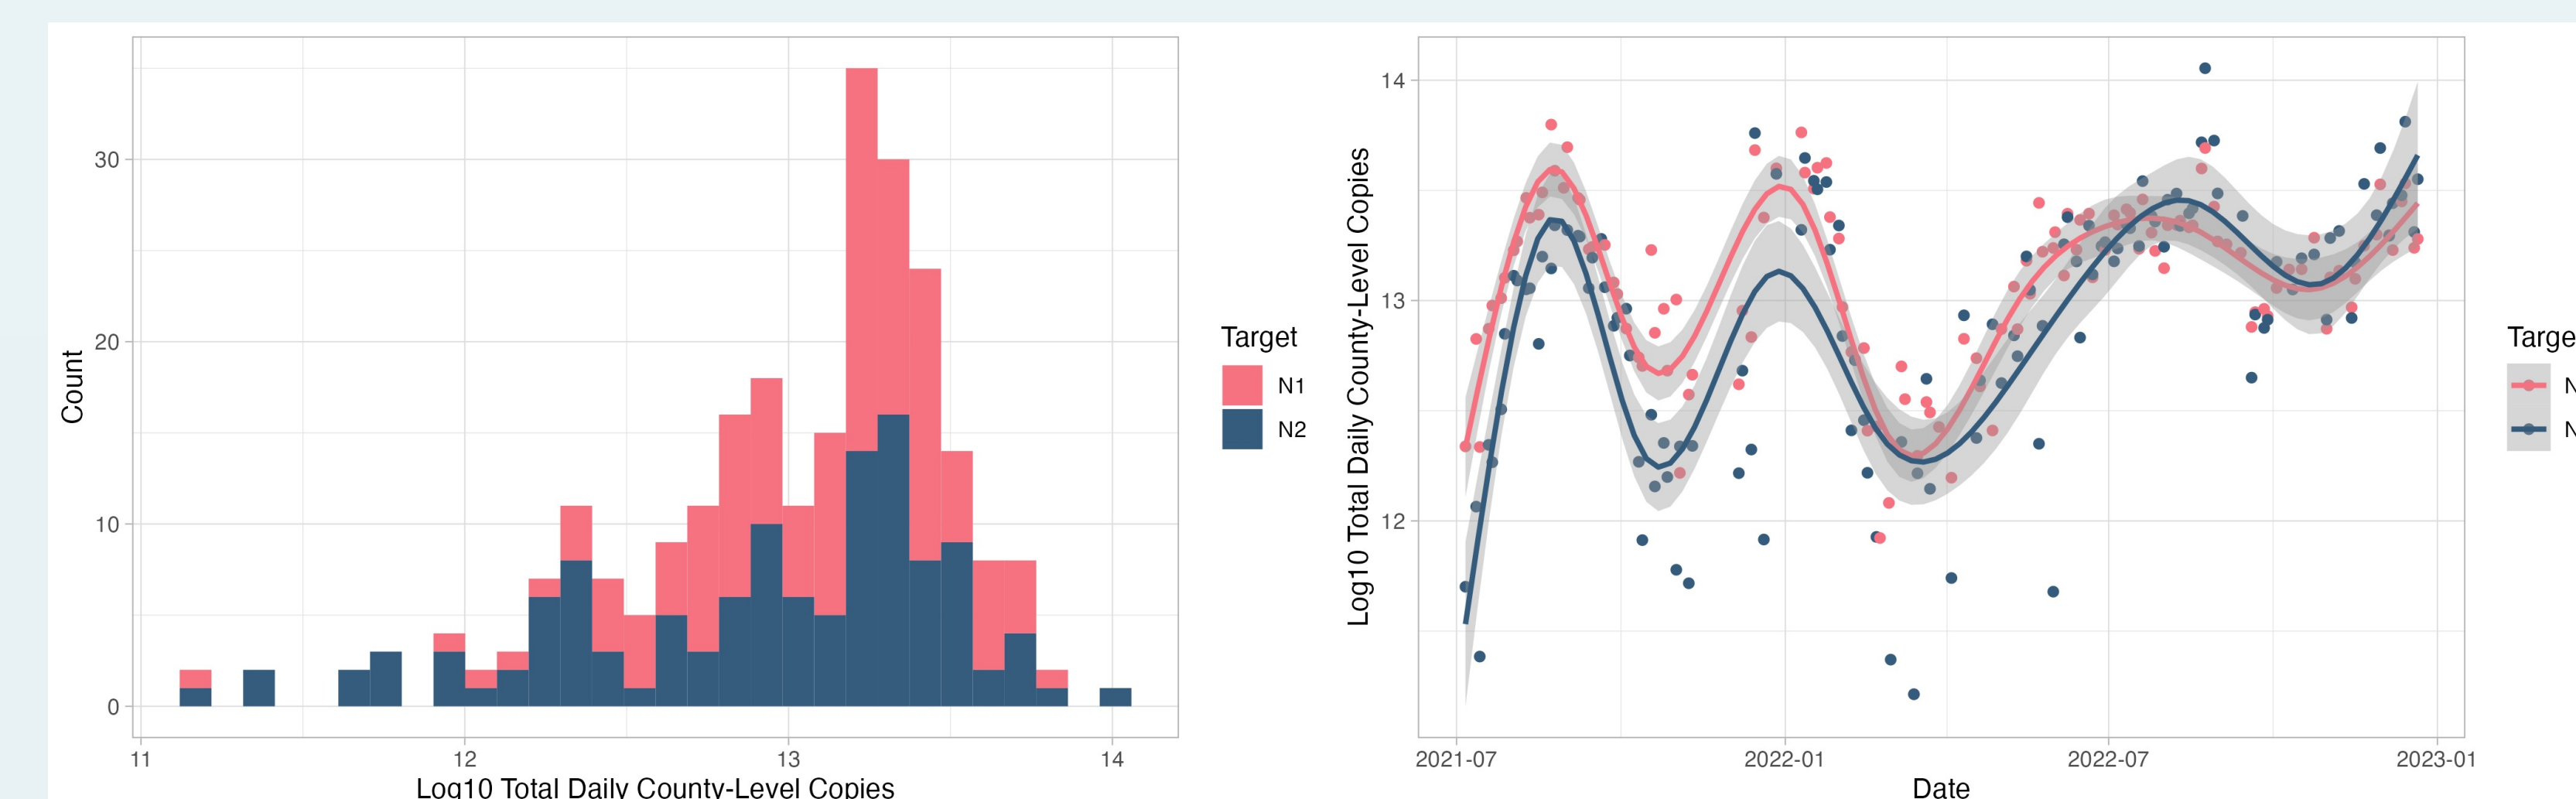 Count
30
20
10
0
11 12 13 14
Log10 Total Daily County-Level Copies
Target
N1
N2
Log10 Total Daily County-Level Copies
14
13
12
2021-07 2022-01 2022-07 2023-01
Date
Targe
N
N